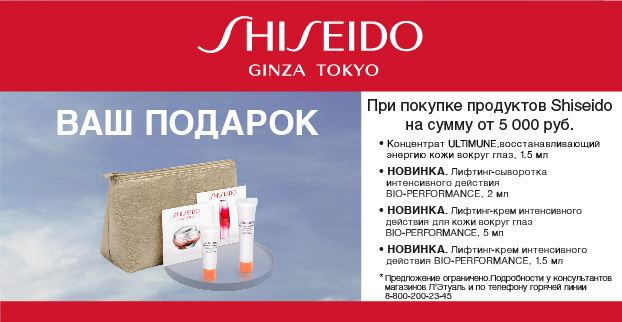 SHISEIDO
GINZA TOKYO
ВАШ ПОДАРОК
При покупке продуктов Shiseido
на сумму от 5 000 руб.
• Концентрат ULTIMUNE,восстанавливающий
энергию кожи вокруг глаз, 1.5 мл
• НОВИНКА. Лифтинг-сыворотка
интенсивного действия
BIO-PERFORMANCE, 2 мл
• НОВИНКА. Лифтинг-крем интенсивного
действия для кожи вокруг глаз
BIO-PERFORMANCE, 5 мл
• НОВИНКА. Лифтинг-крем интенсивного
действия BIO-PERFORMANCE, 1,5 мл
* Предложение ограничено.Подробности у консультантов
магазинов Л'Этуаль и по телефону горячей линии
8-800-200-23-45
SHISEIDO
SHISEIDO